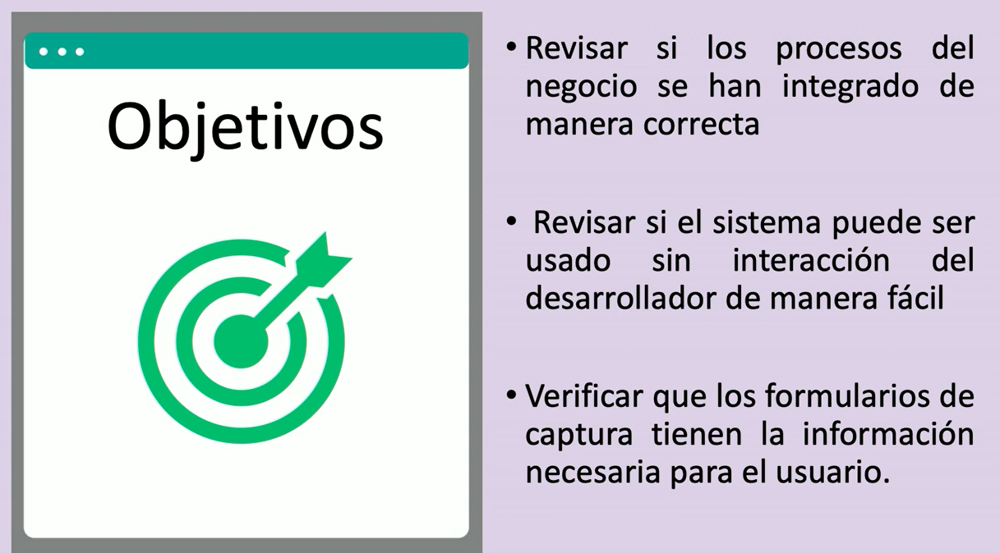 Objetivos
• Revisar si los procesos del
negocio se han integrado de
manera correcta
• Revisar si el sistema puede ser
usado sin interacción del
desarrollador de manera fácil
• Verificar que los formularios de
captura tienen la información
necesaria para el usuario.